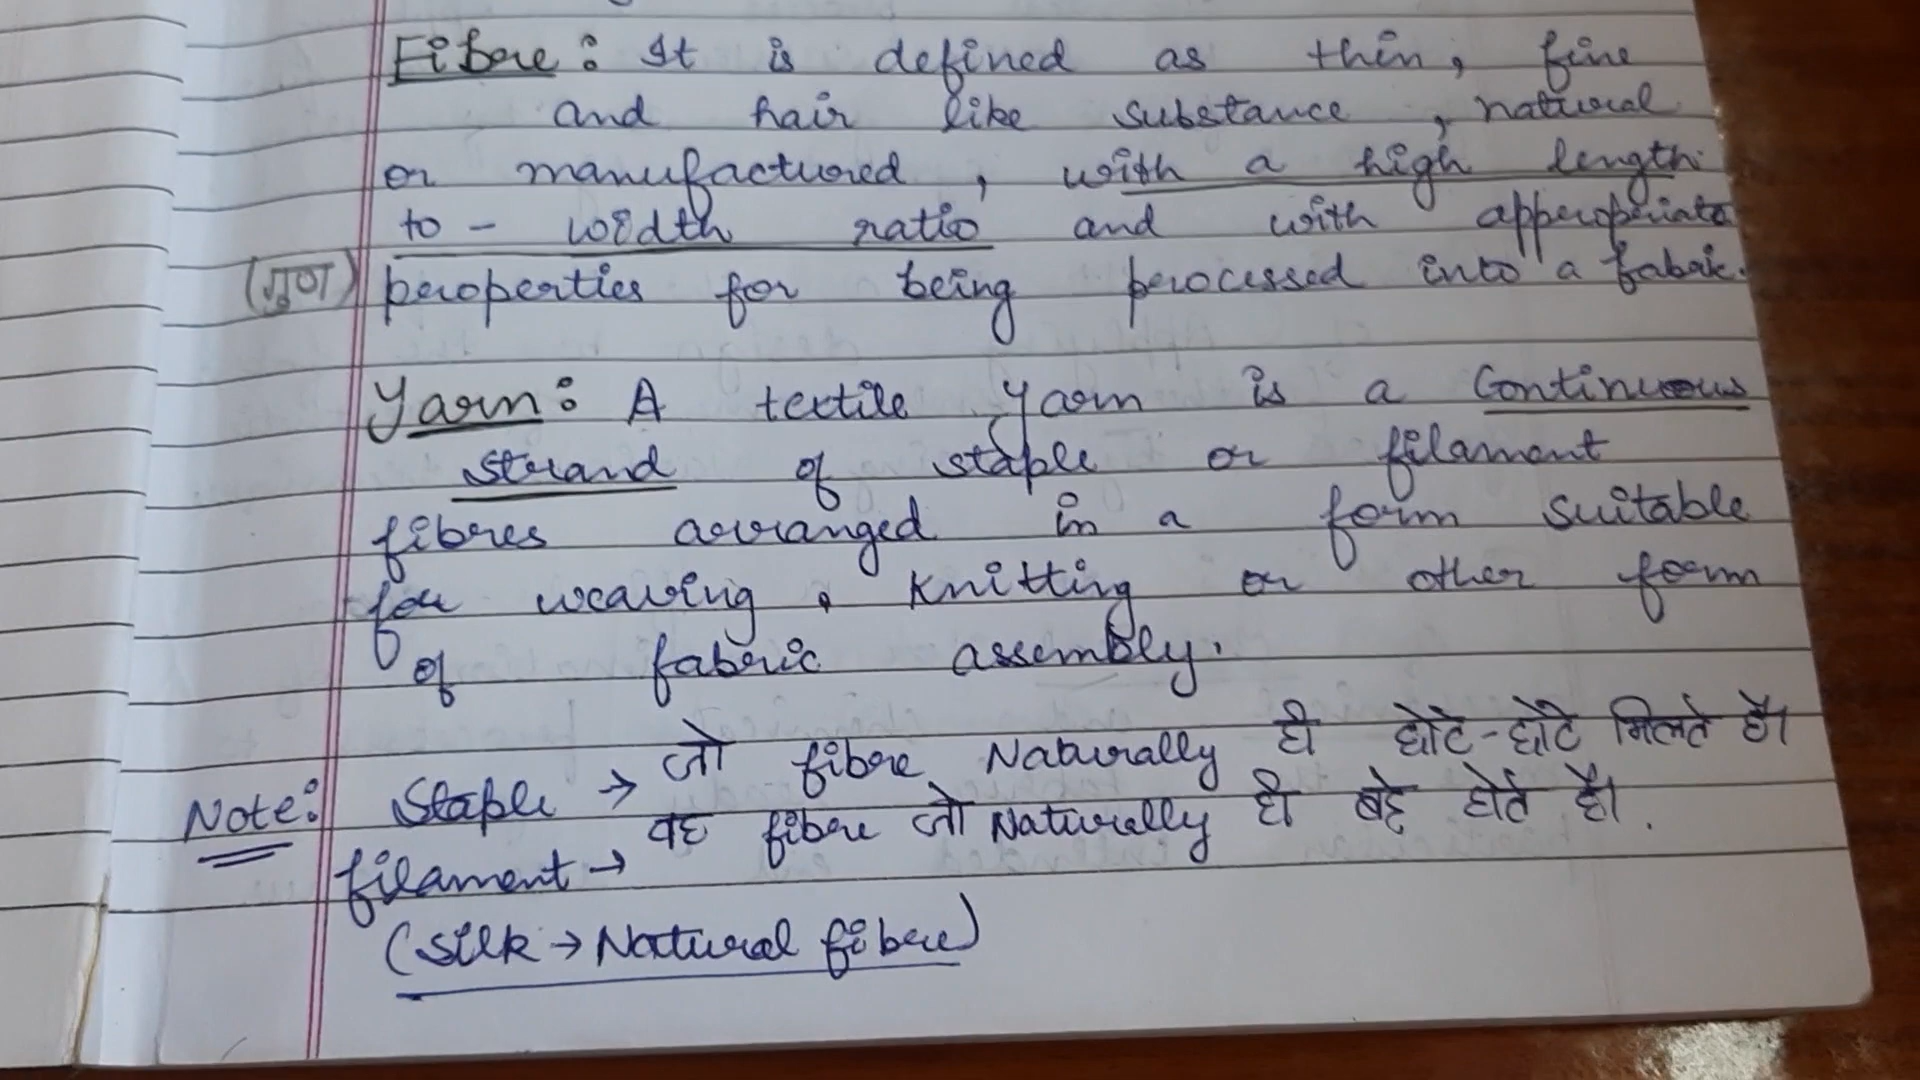 Fibre : It is defined as thin, fine
and hair like substance, natural
or manufactured, with a high length
to - width ratio and with appropriate
(गुण) properties for being processed into a fabric.
Yarn : A textile yarn is a Continuous
strand of staple or filament
fibres arranged in a form suitable
for weaving, Knitting or other form
of fabric assembly.
Note: Staple → जो fibre Naturally ही छोटे-छोटे मिलते है।
filament → वह fibre जो Naturally ही बड़े होते है।
(silk → Natural fibre)